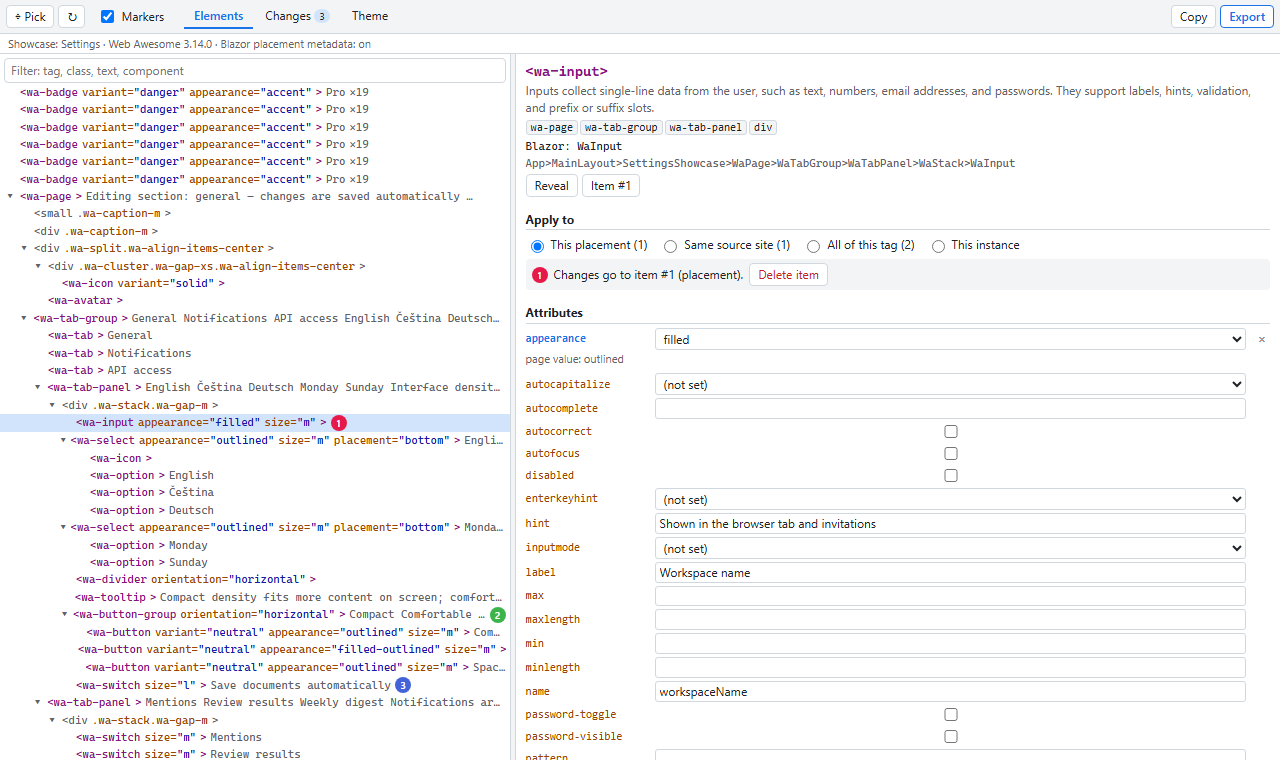 ⌖ Pick ↻ Markers Elements Changes 3 Theme Copy Export
Showcase: Settings · Web Awesome 3.14.0 · Blazor placement metadata: on
Filter: tag, class, text, component
<wa-badge variant="danger" appearance="accent" > Pro ×19
<wa-badge variant="danger" appearance="accent" > Pro ×19
<wa-badge variant="danger" appearance="accent" > Pro ×19
<wa-badge variant="danger" appearance="accent" > Pro ×19
<wa-badge variant="danger" appearance="accent" > Pro ×19
<wa-badge variant="danger" appearance="accent" > Pro ×19
▾ <wa-page > Editing section: general — changes are saved automatically …
<small .wa-caption-m >
<div .wa-caption-m >
▾ <div .wa-split.wa-align-items-center >
▾ <div .wa-cluster.wa-gap-xs.wa-align-items-center >
<wa-icon variant="solid" >
<wa-avatar >
▾ <wa-tab-group > General Notifications API access English Čeština Deutsch…
<wa-tab > General
<wa-tab > Notifications
<wa-tab > API access
▾ <wa-tab-panel > English Čeština Deutsch Monday Sunday Interface densit…
▾ <div .wa-stack.wa-gap-m >
<wa-input appearance="filled" size="m" > 1
▾ <wa-select appearance="outlined" size="m" placement="bottom" > Engli…
<wa-icon >
<wa-option > English
<wa-option > Čeština
<wa-option > Deutsch
▾ <wa-select appearance="outlined" size="m" placement="bottom" > Monda…
<wa-option > Monday
<wa-option > Sunday
<wa-divider orientation="horizontal" >
<wa-tooltip > Compact density fits more content on screen; comfort…
▾ <wa-button-group orientation="horizontal" > Compact Comfortable … 2
<wa-button variant="neutral" appearance="outlined" size="m" > Com…
<wa-button variant="neutral" appearance="filled-outlined" size="m" >
<wa-button variant="neutral" appearance="outlined" size="m" > Spac…
<wa-switch size="l" > Save documents automatically 3
▾ <wa-tab-panel > Mentions Review results Weekly digest Notifications ar…
▾ <div .wa-stack.wa-gap-m >
<wa-switch size="m" > Mentions
<wa-switch size="m" > Review results
<wa-input>
Inputs collect single-line data from the user, such as text, numbers, email addresses, and passwords. They support labels, hints, validation,
and prefix or suffix slots.
wa-page wa-tab-group wa-tab-panel div
Blazor: WaInput
App>MainLayout>SettingsShowcase>WaPage>WaTabGroup>WaTabPanel>WaStack>WaInput
Reveal Item #1
Apply to
This placement (1) Same source site (1) All of this tag (2) This instance
1 Changes go to item #1 (placement). Delete item
Attributes
appearance filled ×
page value: outlined
autocapitalize (not set)
autocomplete
autocorrect
autofocus
disabled
enterkeyhint (not set)
hint Shown in the browser tab and invitations
inputmode (not set)
label Workspace name
max
maxlength
min
minlength
name workspaceName
password-toggle
password-visible
pattern